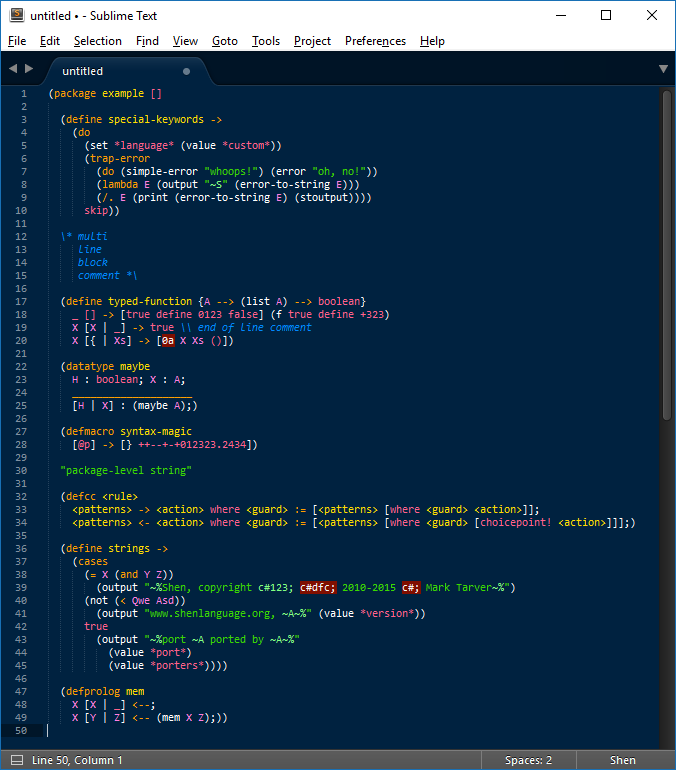 untitled • - Sublime Text
File Edit Selection Find View Goto Tools Project Preferences Help
untitled
1 (package example []
2
3 (define special-keywords ->
4 (do
5 (set *language* (value *custom*))
6 (trap-error
7 (do (simple-error "whoops!") (error "oh, no!"))
8 (lambda E (output "~S" (error-to-string E)))
9 (/. E (print (error-to-string E) (stoutput))))
10 skip))
11
12 \* multi
13 line
14 block
15 comment *\
16
17 (define typed-function {A --> (list A) --> boolean}
18 _ [] -> [true define 0123 false] (f true define +323)
19 X [X | _] -> true \\ end of line comment
20 X [{ | Xs] -> [0a X Xs ()])
21
22 (datatype maybe
23 H : boolean; X : A;
24 ____________________
25 [H | X] : (maybe A);)
26
27 (defmacro syntax-magic
28 [@p] -> [} ++--+-+012323.2434])
29
30 "package-level string"
31
32 (defcc <rule>
33 <patterns> -> <action> where <guard> := [<patterns> [where <guard> <action>]];
34 <patterns> <- <action> where <guard> := [<patterns> [where <guard> [choicepoint! <action>]]];)
35
36 (define strings ->
37 (cases
38 (= X (and Y Z))
39 (output "~%Shen, copyright c#123; c#dfc; 2010-2015 c#; Mark Tarver~%")
40 (not (< Qwe Asd))
41 (output "www.shenlanguage.org, ~A~%" (value *version*))
42 true
43 (output "~%port ~A ported by ~A~%"
44 (value *port*)
45 (value *porters*))))
46
47 (defprolog mem
48 X [X | _] <--;
49 X [Y | Z] <-- (mem X Z);))
50
Line 50, Column 1 Spaces: 2 Shen